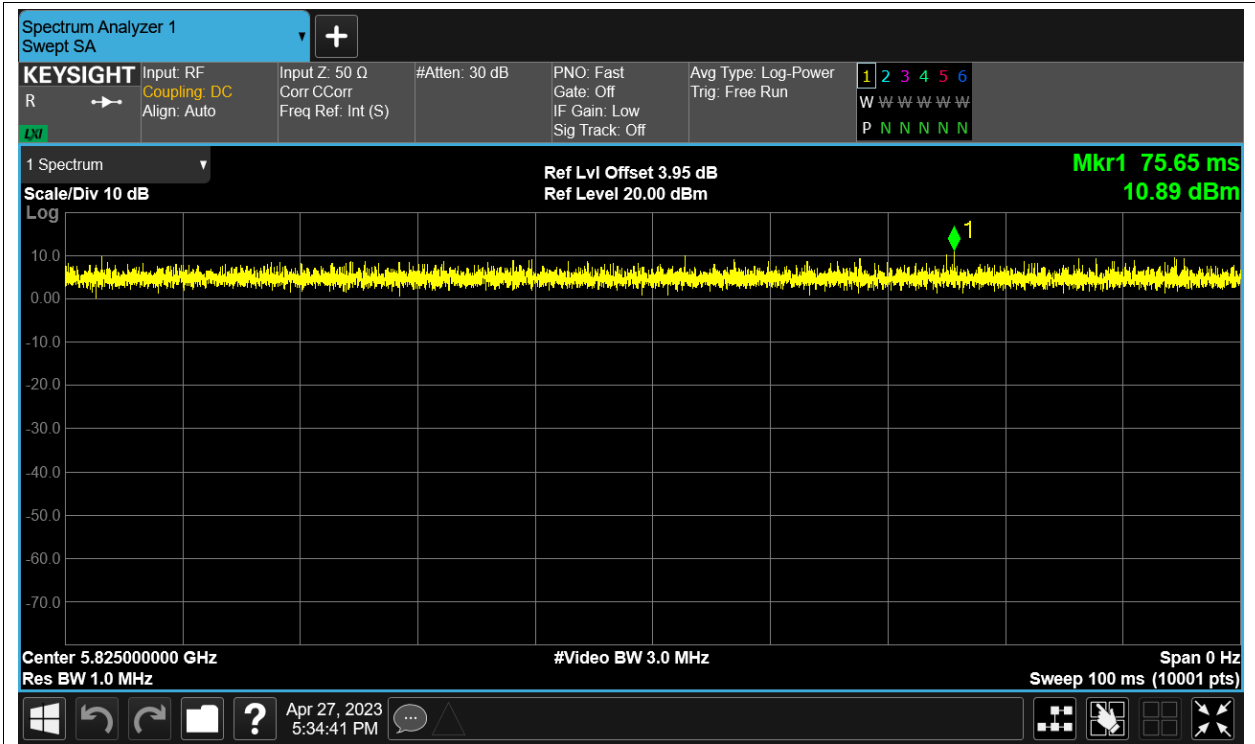 Spectrum Analyzer 1
Swept SA
KEYSIGHT
R
LXI
Input: RF
Coupling: DC
Align: Auto
Input Z: 50 Ω
Corr CCorr
Freq Ref: Int (S)
#Atten: 30 dB
PNO: Fast
Gate: Off
IF Gain: Low
Sig Track: Off
Avg Type: Log-Power
Trig: Free Run
1 2 3 4 5 6
W W W W W W
P N N N N N
1 Spectrum
Scale/Div 10 dB
Log
Ref Lvl Offset 3.95 dB
Ref Level 20.00 dBm
Mkr1 75.65 ms
10.89 dBm
1
10.0
0.00
-10.0
-20.0
-30.0
-40.0
-50.0
-60.0
-70.0
Center 5.825000000 GHz
Res BW 1.0 MHz
#Video BW 3.0 MHz
Span 0 Hz
Sweep 100 ms (10001 pts)
?
Apr 27, 2023
5:34:41 PM